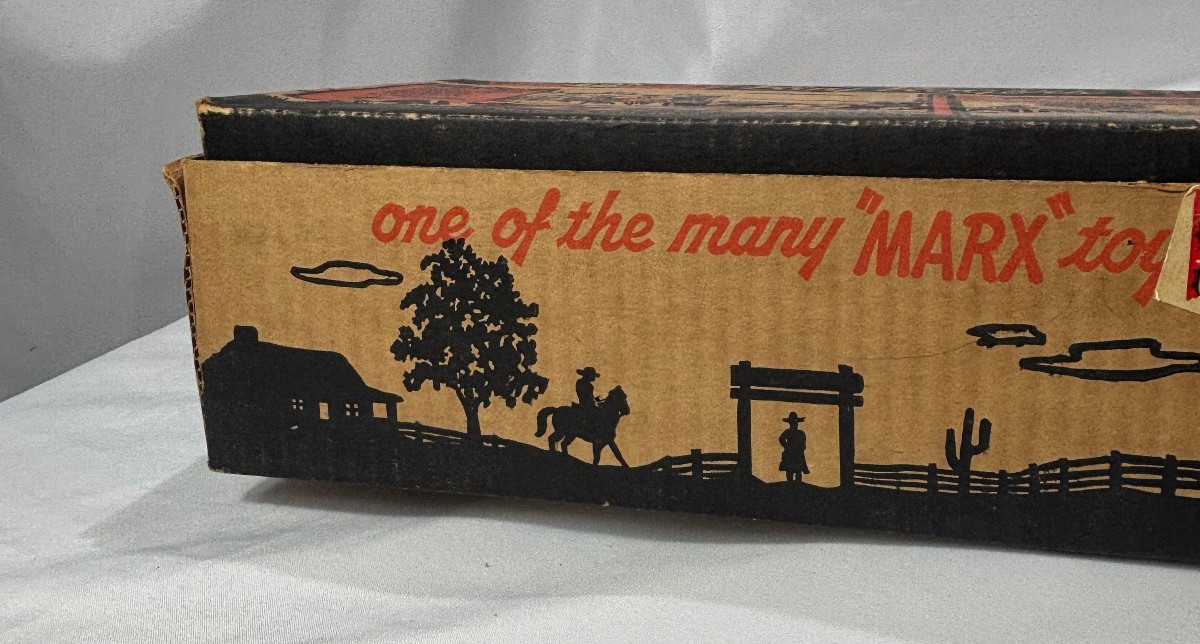 one of the many "MARX" toy